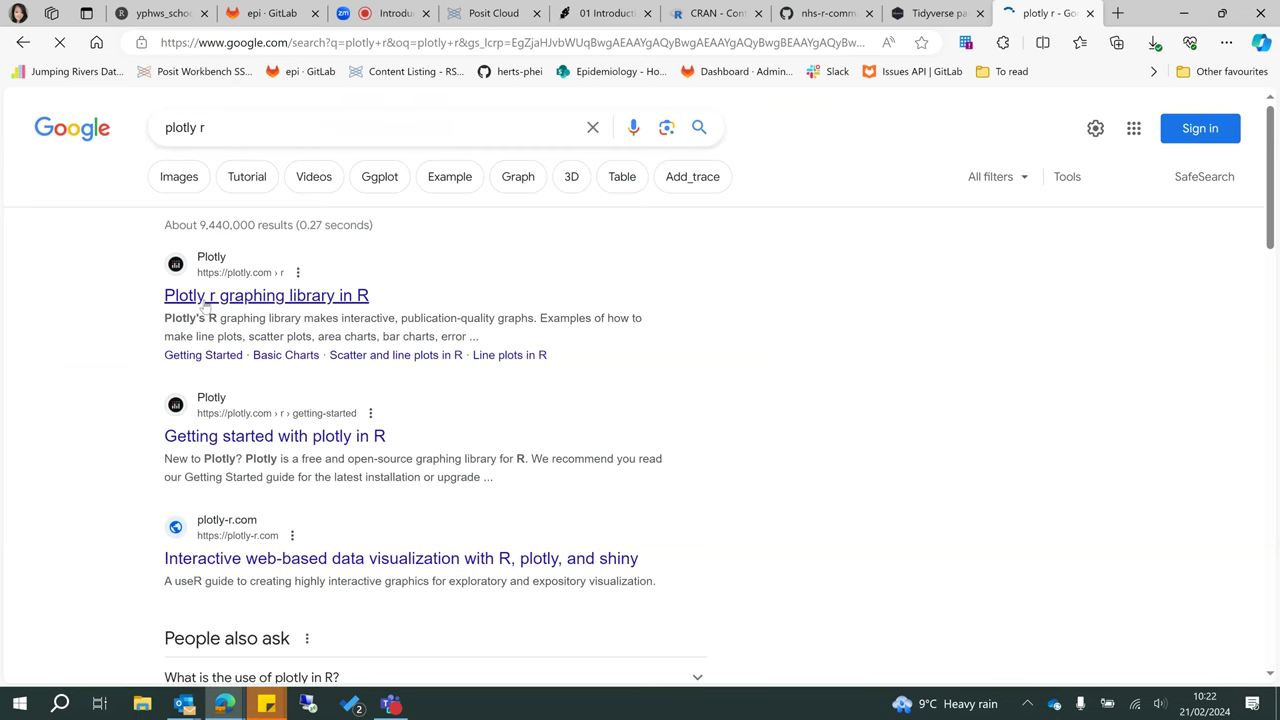 yphws_school
epi · GitLab
Introduc
Posit Cloud
01 Introducti
CRAN - Cont
nhs-r-comm
Tidyverse pa
plotly r - Goo
https://www.google.com/search?q=plotly+r&oq=plotly+r&gs_lcrp=EgZjaHJvbWUqBwgAEAAYgAQyBwgAEAAYgAQyBwgBEAAYgAQyBwgC...
Jumping Rivers Dat...
Posit Workbench SS...
epi · GitLab
Content Listing - RS...
herts-phei
Epidemiology - Ho...
Dashboard · Admin...
Slack
Issues API | GitLab
To read
Other favourites
Google
plotly r
Sign in
Images
Tutorial
Videos
Ggplot
Example
Graph
3D
Table
Add_trace
All filters
Tools
SafeSearch
About 9,440,000 results (0.27 seconds)
Plotly
https://plotly.com › r
Plotly r graphing library in R
Plotly's R graphing library makes interactive, publication-quality graphs. Examples of how to
make line plots, scatter plots, area charts, bar charts, error ...
Getting Started · Basic Charts · Scatter and line plots in R · Line plots in R
Plotly
https://plotly.com › r › getting-started
Getting started with plotly in R
New to Plotly? Plotly is a free and open-source graphing library for R. We recommend you read
our Getting Started guide for the latest installation or upgrade ...
plotly-r.com
https://plotly-r.com
Interactive web-based data visualization with R, plotly, and shiny
A useR guide to creating highly interactive graphics for exploratory and expository visualization.
People also ask
What is the use of plotly in R?
2
9°C Heavy rain
10:22
21/02/2024